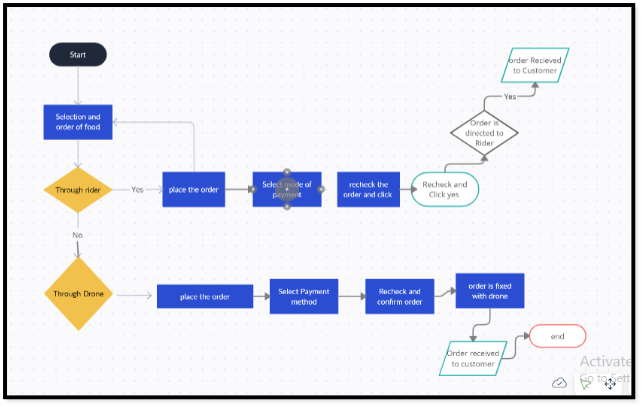 Start
Selection and
order of food
Through rider
Yes
place the order
Select mode of
payment
recheck the
order and click
Recheck and
Click yes
Order is
directed to
Rider
Yes
order Recieved
to Customer
No
Through Drone
place the order
Select Payment
method
Recheck and
confirm order
order is fixed
with drone
Order received
to customer
end
Activate
Go to Sett